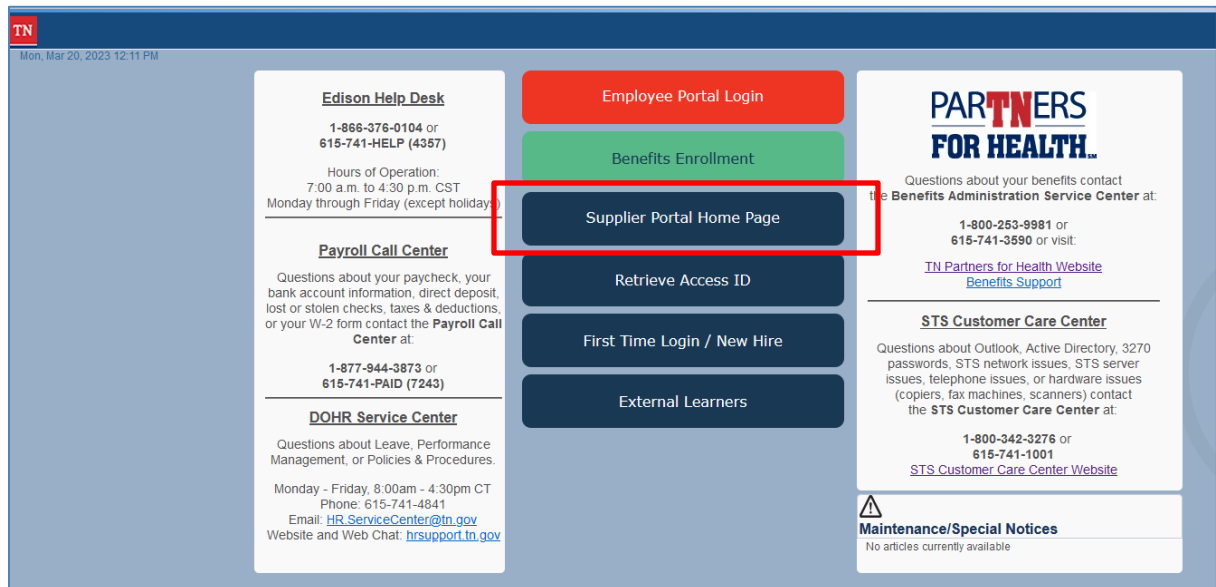 TN
Mon, Mar 20, 2023 12:11 PM
Edison Help Desk
1-866-376-0104 or
615-741-HELP (4357)
Hours of Operation:
7:00 a.m. to 4:30 p.m. CST
Monday through Friday (except holidays)
Payroll Call Center
Questions about your paycheck, your
bank account information, direct deposit,
lost or stolen checks, taxes & deductions,
or your W-2 form contact the Payroll Call
Center at:
1-877-944-3873 or
615-741-PAID (7243)
DOHR Service Center
Questions about Leave, Performance
Management, or Policies & Procedures.
Monday - Friday, 8:00am - 4:30pm CT
Phone: 615-741-4841
Email: HR.ServiceCenter@tn.gov
Website and Web Chat: hrsupport.tn.gov
Employee Portal Login
Benefits Enrollment
Supplier Portal Home Page
Retrieve Access ID
First Time Login / New Hire
External Learners
PARTNERS
FOR HEALTH℠
Questions about your benefits contact
the Benefits Administration Service Center at:
1-800-253-9981 or
615-741-3590 or visit:
TN Partners for Health Website
Benefits Support
STS Customer Care Center
Questions about Outlook, Active Directory, 3270
passwords, STS network issues, STS server
issues, telephone issues, or hardware issues
(copiers, fax machines, scanners) contact
the STS Customer Care Center at:
1-800-342-3276 or
615-741-1001
STS Customer Care Center Website
Maintenance/Special Notices
No articles currently available